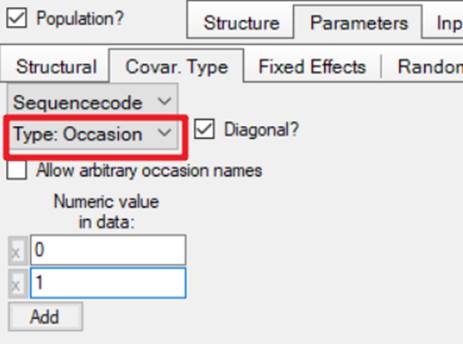 Population? Structure Parameters Inp
Structural Covar. Type Fixed Effects Random
Sequencecode
Type: Occasion Diagonal?
Allow arbitrary occasion names
Numeric value
in data:
x 0
x 1
Add